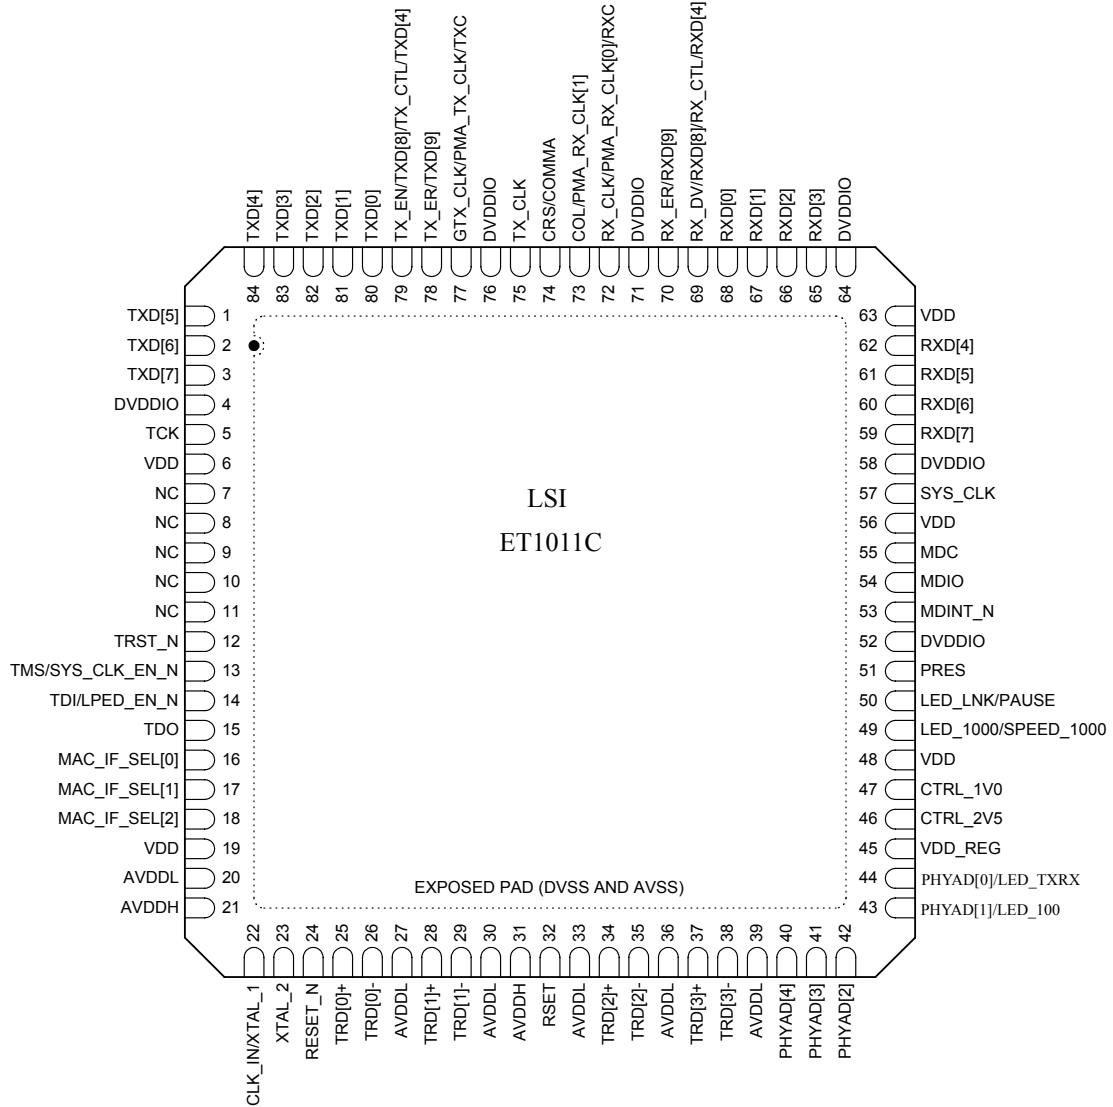 TXD[4]
TXD[3]
TXD[2]
TXD[1]
TXD[0]
TX_EN/TXD[8]/TX_CTL/TXD[4]
TX_ER/TXD[9]
GTX_CLK/PMA_TX_CLK/TXC
DVDDIO
TX_CLK
CRS/COMMA
COL/PMA_RX_CLK[1]
RX_CLK/PMA_RX_CLK[0]/RXC
DVDDIO
RX_ER/RXD[9]
RX_DV/RXD[8]/RX_CTL/RXD[4]
RXD[0]
RXD[1]
RXD[2]
RXD[3]
DVDDIO
84
83
82
81
80
79
78
77
76
75
74
73
72
71
70
69
68
67
66
65
64
TXD[5] 1
TXD[6] 2
TXD[7] 3
DVDDIO 4
TCK 5
VDD 6
NC 7
NC 8
NC 9
NC 10
NC 11
TRST_N 12
TMS/SYS_CLK_EN_N 13
TDI/LPED_EN_N 14
TDO 15
MAC_IF_SEL[0] 16
MAC_IF_SEL[1] 17
MAC_IF_SEL[2] 18
VDD 19
AVDDL 20
AVDDH 21
LSI
ET1011C
EXPOSED PAD (DVSS AND AVSS)
63 VDD
62 RXD[4]
61 RXD[5]
60 RXD[6]
59 RXD[7]
58 DVDDIO
57 SYS_CLK
56 VDD
55 MDC
54 MDIO
53 MDINT_N
52 DVDDIO
51 PRES
50 LED_LNK/PAUSE
49 LED_1000/SPEED_1000
48 VDD
47 CTRL_1V0
46 CTRL_2V5
45 VDD_REG
44 PHYAD[0]/LED_TXRX
43 PHYAD[1]/LED_100
22
23
24
25
26
27
28
29
30
31
32
33
34
35
36
37
38
39
40
41
42
CLK_IN/XTAL_1
XTAL_2
RESET_N
TRD[0]+
TRD[0]-
AVDDL
TRD[1]+
TRD[1]-
AVDDL
AVDDH
RSET
AVDDL
TRD[2]+
TRD[2]-
AVDDL
TRD[3]+
TRD[3]-
AVDDL
PHYAD[4]
PHYAD[3]
PHYAD[2]